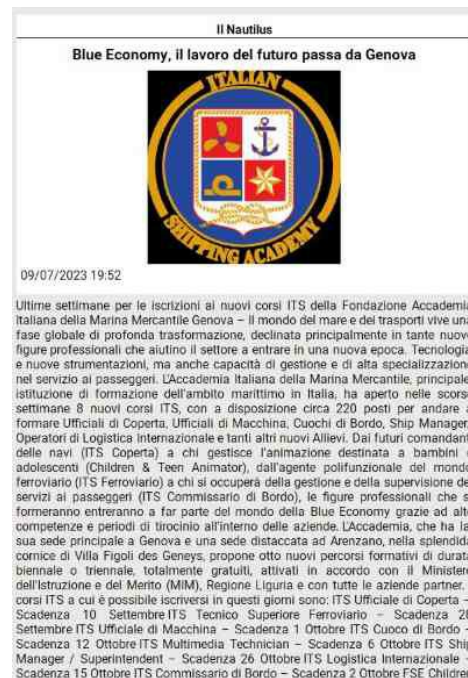 Il Nautilus
Blue Economy, il lavoro del futuro passa da Genova
ITALIAN
SHIPPING ACADEMY
09/07/2023 19:52
Ultime settimane per le iscrizioni ai nuovi corsi ITS della Fondazione Accademia
Italiana della Marina Mercantile Genova – Il mondo del mare e dei trasporti vive una
fase globale di profonda trasformazione, declinata principalmente in tante nuove
figure professionali che aiutino il settore a entrare in una nuova epoca. Tecnologia
e nuove strumentazioni, ma anche capacità di gestione e di alta specializzazione
nel servizio ai passeggeri. L'Accademia Italiana della Marina Mercantile, principale
istituzione di formazione dell'ambito marittimo in Italia, ha aperto nelle scorse
settimane 8 nuovi corsi ITS, con a disposizione circa 220 posti per andare a
formare Ufficiali di Coperta, Ufficiali di Macchina, Cuochi di Bordo, Ship Manager,
Operatori di Logistica Internazionale e tanti altri nuovi Allievi. Dai futuri comandanti
delle navi (ITS Coperta) a chi gestisce l'animazione destinata a bambini e
adolescenti (Children & Teen Animator), dall'agente polifunzionale del mondo
ferroviario (ITS Ferroviario) a chi si occuperà della gestione e della supervisione dei
servizi ai passeggeri (ITS Commissario di Bordo), le figure professionali che si
formeranno entreranno a far parte del mondo della Blue Economy grazie ad alte
competenze e periodi di tirocinio all'interno delle aziende. L'Accademia, che ha la
sua sede principale a Genova e una sede distaccata ad Arenzano, nella splendida
cornice di Villa Figoli des Geneys, propone otto nuovi percorsi formativi di durata
biennale o triennale, totalmente gratuiti, attivati in accordo con il Ministero
dell'Istruzione e del Merito (MIM), Regione Liguria e con tutte le aziende partner. I
corsi ITS a cui è possibile iscriversi in questi giorni sono: ITS Ufficiale di Coperta –
Scadenza 10 Settembre ITS Tecnico Superiore Ferroviario – Scadenza 20
Settembre ITS Ufficiale di Macchina – Scadenza 1 Ottobre ITS Cuoco di Bordo –
Scadenza 12 Ottobre ITS Multimedia Technician – Scadenza 6 Ottobre ITS Ship
Manager / Superintendent – Scadenza 26 Ottobre ITS Logistica Internazionale –
Scadenza 15 Ottobre ITS Commissario di Bordo – Scadenza 2 Ottobre FSE Children